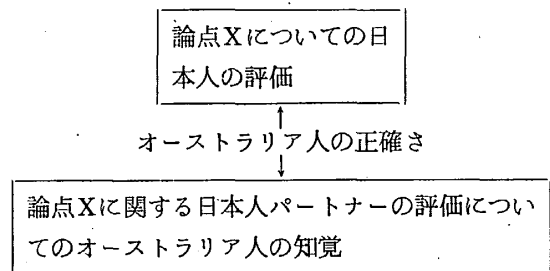 論点Xについての日
本人の評価
オーストラリア人の正確さ
論点Xに関する日本人パートナーの評価につい
てのオーストラリア人の知覚